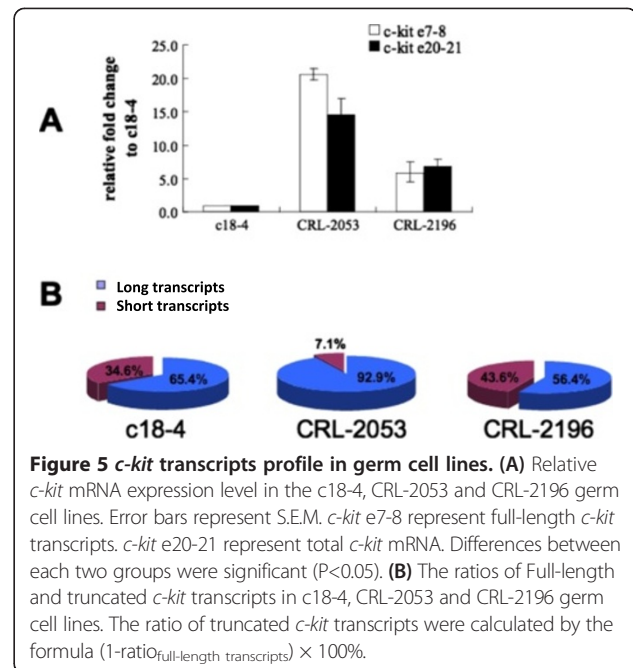 c-kit e7-8
c-kit e20-21
A
relative fold change
to c18-4
25.0
20.0
15.0
10.0
5.0
0.0
c18-4 CRL-2053 CRL-2196
B
Long transcripts
Short transcripts
34.6% 65.4%
7.1% 92.9%
43.6% 56.4%
c18-4 CRL-2053 CRL-2196
Figure 5 c-kit transcripts profile in germ cell lines. (A) Relative
c-kit mRNA expression level in the c18-4, CRL-2053 and CRL-2196 germ
cell lines. Error bars represent S.E.M. c-kit e7-8 represent full-length c-kit
transcripts. c-kit e20-21 represent total c-kit mRNA. Differences between
each two groups were significant (P<0.05). (B) The ratios of Full-length
and truncated c-kit transcripts in c18-4, CRL-2053 and CRL-2196 germ
cell lines. The ratio of truncated c-kit transcripts were calculated by the
formula (1-ratiofull-length transcripts) × 100%.